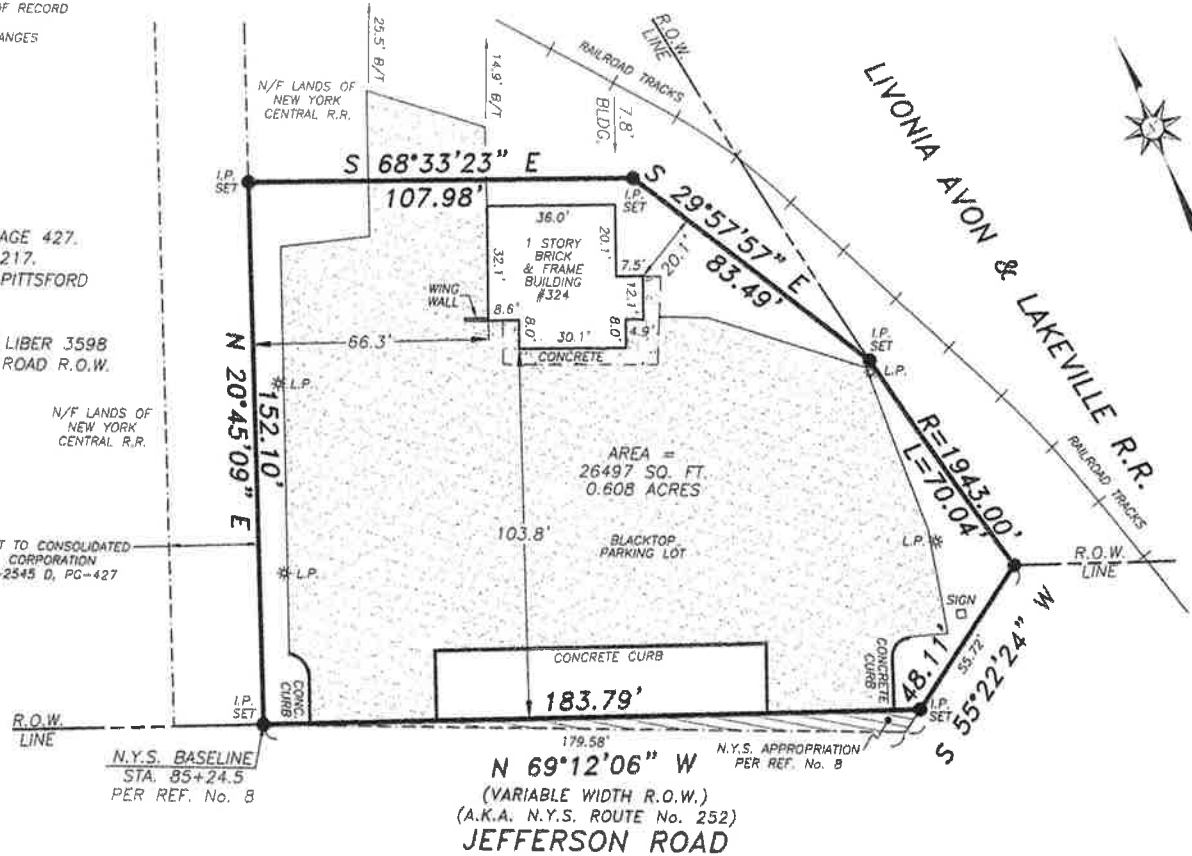 OF RECORD
ANGES
25.5' B/T
14.9' B/T
N/F LANDS OF
NEW YORK
CENTRAL R.R.
7.8'
BLDG.
R.O.W.
LINE
RAILROAD TRACKS
LIVONIA AVON & LAKEVILLE R.R.
I.P.
SET
S 68°33'23" E
107.98'
I.P.
SET
S 29°57'57" E
83.49'
20.1'
AGE 427.
217.
PITTSFORD
LIBER 3598
ROAD R.O.W.
36.0'
1 STORY
BRICK
& FRAME
BUILDING
#324
20.1'
32.1'
7.5'
12.1'
WING
WALL
8.6'
8.0'
30.1'
8.0'
4.9'
CONCRETE
66.3'
I.P.
SET
L.P.
N 20°45'09" E
152.10'
L.P.
N/F LANDS OF
NEW YORK
CENTRAL R.R.
AREA =
26497 SQ. FT.
0.608 ACRES
R=1943.00'
L=70.04'
RAILROAD TRACKS
103.8'
BLACKTOP
PARKING LOT
L.P.
T TO CONSOLIDATED
CORPORATION
-2545 D, PG-427
L.P.
R.O.W.
LINE
SIGN
CONCRETE CURB
CONCRETE
CURB
48.11'
55.72'
S 55°22'24" W
CONC.
CURB
I.P.
SET
183.79'
I.P.
SET
R.O.W.
LINE
179.58'
N.Y.S. BASELINE
STA. 85+24.5
PER REF. No. 8
N.Y.S. APPROPRIATION
PER REF. No. 8
N 69°12'06" W
(VARIABLE WIDTH R.O.W.)
(A.K.A. N.Y.S. ROUTE No. 252)
JEFFERSON ROAD